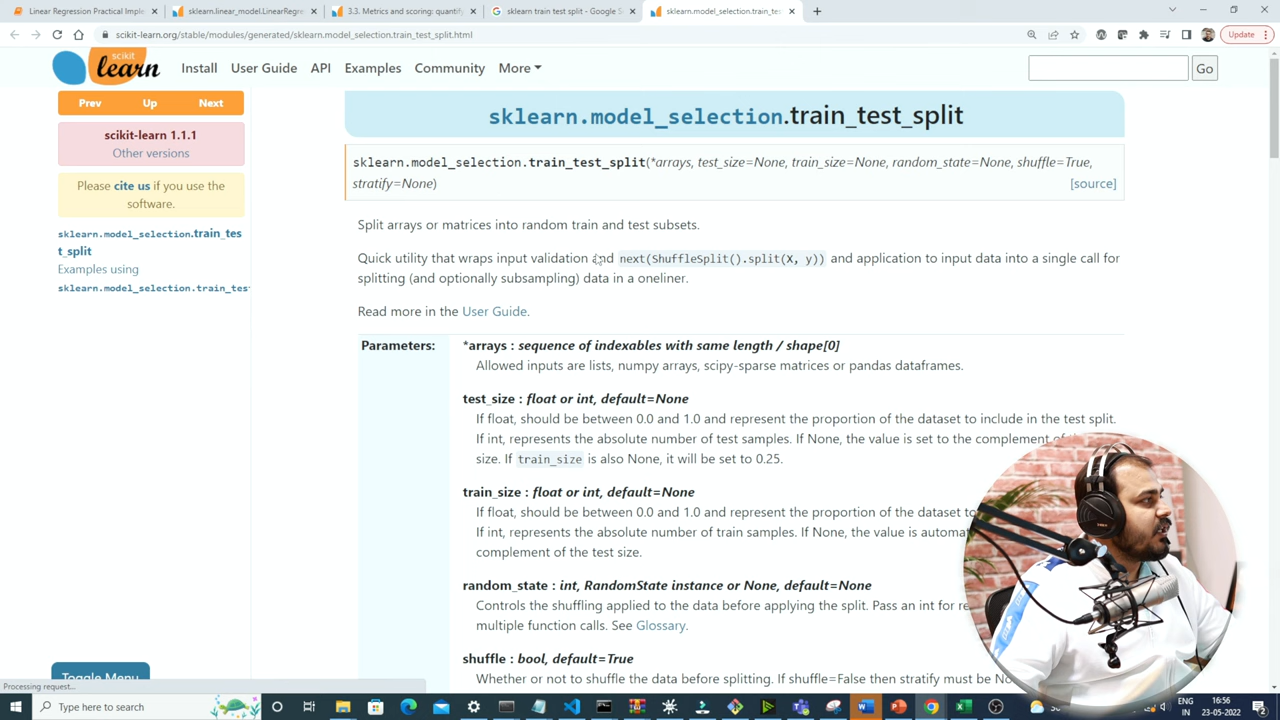 Linear Regression Practical Imple
sklearn.linear_model.LinearRegre
3.3. Metrics and scoring: quantify
sklearn train test split - Google S
sklearn.model_selection.train_tes
scikit-learn.org/stable/modules/generated/sklearn.model_selection.train_test_split.html
Update
scikit
learn
Install
User Guide
API
Examples
Community
More
Go
Prev
Up
Next
scikit-learn 1.1.1
Other versions
Please cite us if you use the
software.
sklearn.model_selection.train_tes
t_split
Examples using
sklearn.model_selection.train_tes
sklearn.model_selection.train_test_split
sklearn.model_selection.train_test_split(*arrays, test_size=None, train_size=None, random_state=None, shuffle=True,
stratify=None)
[source]
Split arrays or matrices into random train and test subsets.
Quick utility that wraps input validation and next(ShuffleSplit().split(X, y)) and application to input data into a single call for
splitting (and optionally subsampling) data in a oneliner.
Read more in the User Guide.
Parameters:
*arrays : sequence of indexables with same length / shape[0]
Allowed inputs are lists, numpy arrays, scipy-sparse matrices or pandas dataframes.
test_size : float or int, default=None
If float, should be between 0.0 and 1.0 and represent the proportion of the dataset to include in the test split.
If int, represents the absolute number of test samples. If None, the value is set to the complement of
size. If train_size is also None, it will be set to 0.25.
train_size : float or int, default=None
If float, should be between 0.0 and 1.0 and represent the proportion of the dataset to
If int, represents the absolute number of train samples. If None, the value is
complement of the test size.
random_state : int, RandomState instance or None, default=None
Controls the shuffling applied to the data before applying the split. Pass an int for
multiple function calls. See Glossary.
shuffle : bool, default=True
Whether or not to shuffle the data before splitting. If shuffle=False then stratify must be
Toggle Menu
Processing request...
Type here to search
ENG
IN
16:56
23-05-2022